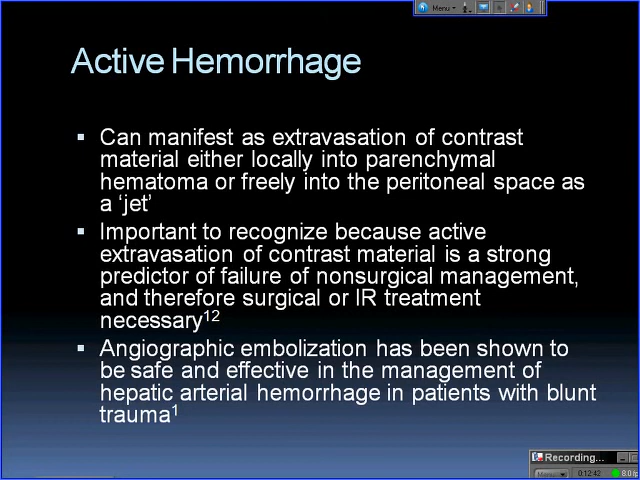 Menu
Active Hemorrhage
▪ Can manifest as extravasation of contrast
material either locally into parenchymal
hematoma or freely into the peritoneal space as
a ‘jet’
▪ Important to recognize because active
extravasation of contrast material is a strong
predictor of failure of nonsurgical management,
and therefore surgical or IR treatment
necessary12
▪ Angiographic embolization has been shown to
be safe and effective in the management of
hepatic arterial hemorrhage in patients with blunt
trauma1
Recording...
Menu 0:12:42 8.0